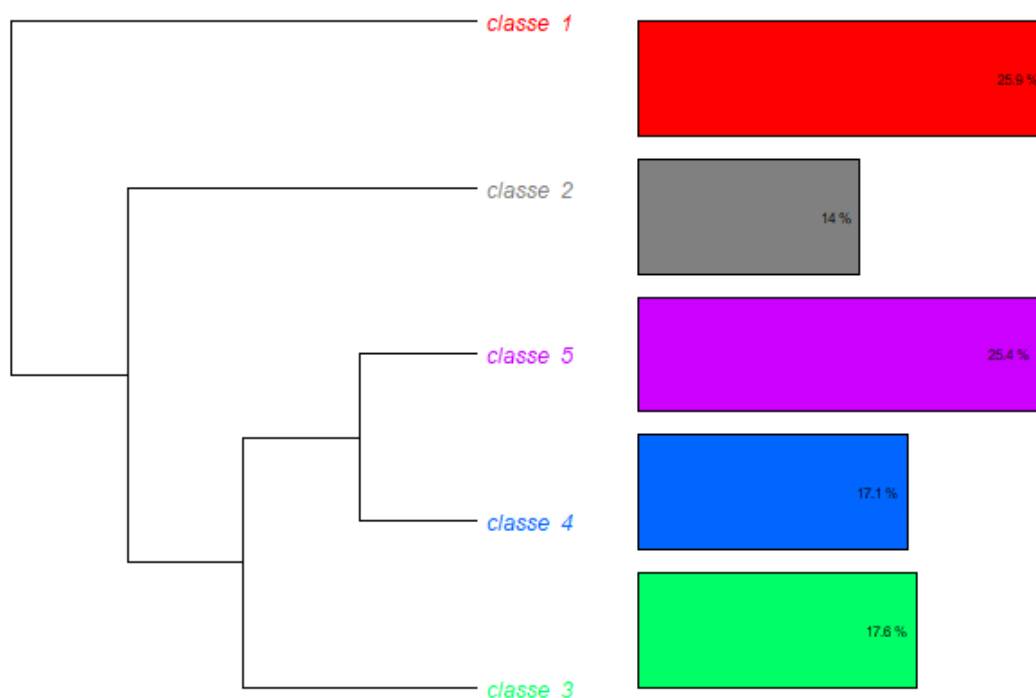 classe 1
25.9 %
classe 2
14 %
classe 5
25.4 %
classe 4
17.1 %
classe 3
17.6 %